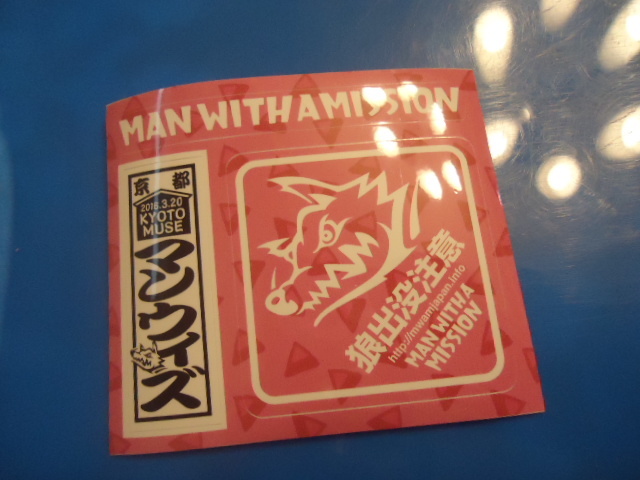 MAN WITH A MISSION
京都
2016.3.20
KYOTO
MUSE
マンウィズ
狼出没注意
http://mwamjapan.info
MAN WITH A
MISSION